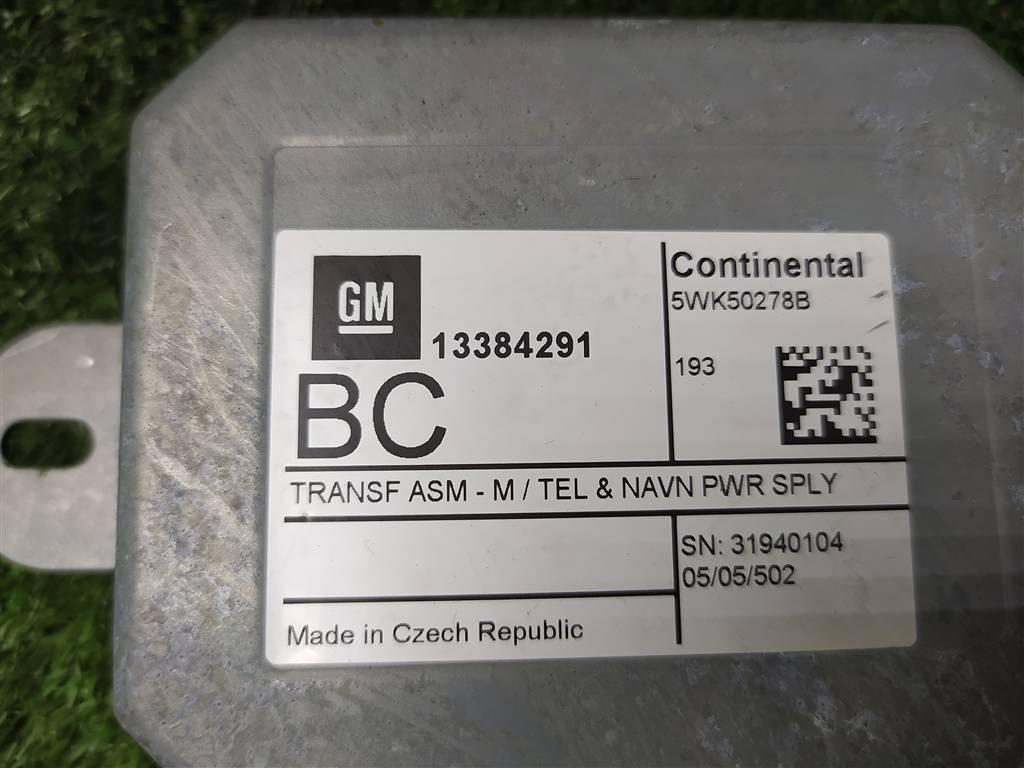 GM
13384291
BC
Continental
5WK50278B
193
TRANSF ASM - M / TEL & NAVN PWR SPLY
SN: 31940104
05/05/502
Made in Czech Republic